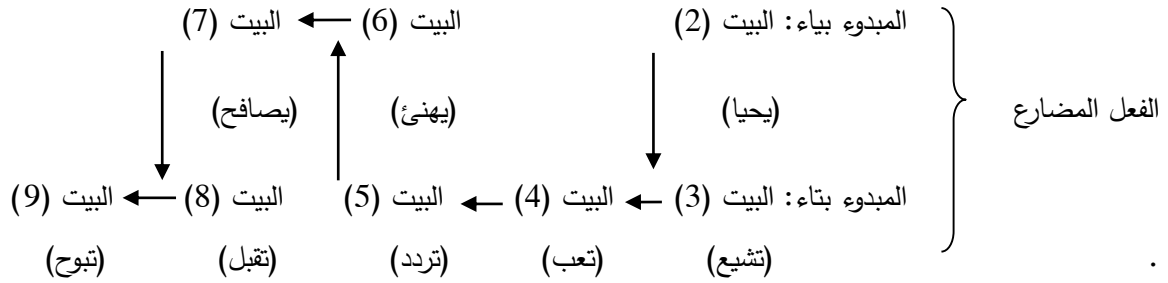 المبدوء بياء: البيت (2) البيت (6) البيت (7)
(يحيا) (يهنئ) (يصافح)
الفعل المضارع
المبدوء بتاء: البيت (3) البيت (4) البيت (5) البيت (8) البيت (9)
(تشيع) (تعب) (تردد) (تقبل) (تبوح)
.